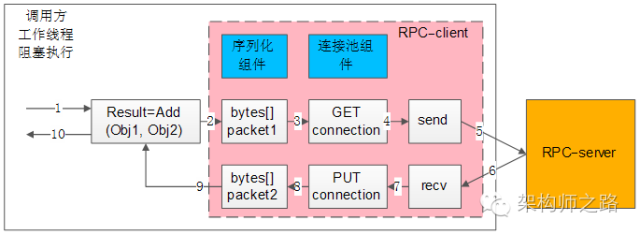 调用方
工作线程
阻塞执行
RPC-client
序列化
组件
连接池组
件
1
10
Result=Add
(Obj1, Obj2)
2
bytes[]
packet1
3
GET
connection
4
send
5
RPC-server
6
9
bytes[]
packet2
8
PUT
connection
7
recv
架构师之路